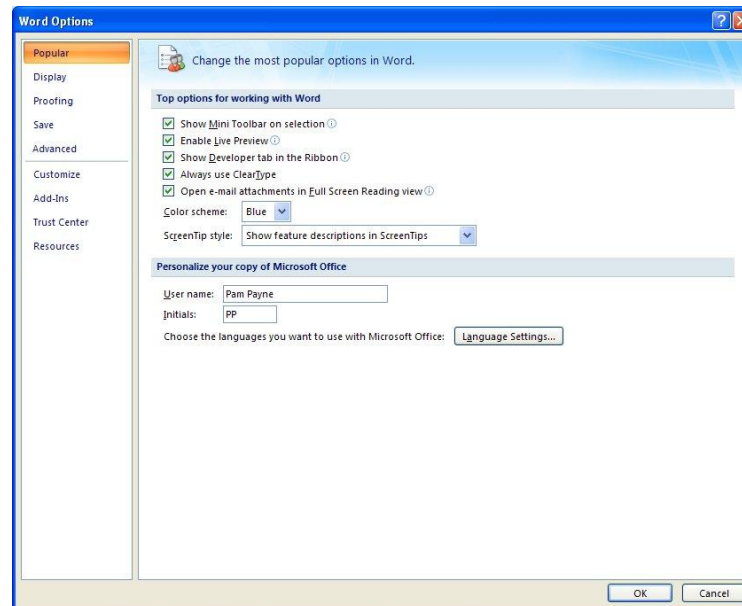 Word Options
Popular
Display
Proofing
Save
Advanced
Customize
Add-Ins
Trust Center
Resources
Change the most popular options in Word.
Top options for working with Word
Show Mini Toolbar on selection
Enable Live Preview
Show Developer tab in the Ribbon
Always use ClearType
Open e-mail attachments in Full Screen Reading view
Color scheme: Blue
ScreenTip style: Show feature descriptions in ScreenTips
Personalize your copy of Microsoft Office
User name: Pam Payne
Initials: PP
Choose the languages you want to use with Microsoft Office: Language Settings...
OK Cancel